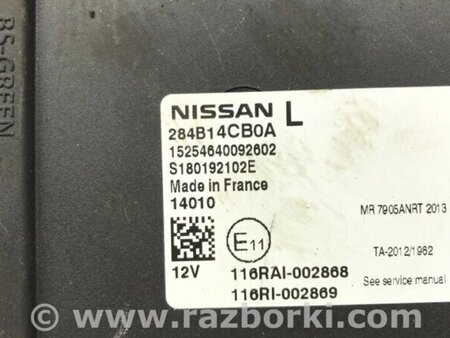 BS-GREEN
NISSAN L
284B14CB0A
15254640092602
S180192102E
Made in France
14010
MR 7905ANRT 2013
E11
TA-2012/1982
12V
116RAI-002868
116RI-002869
See service manual
© www.razborki.com